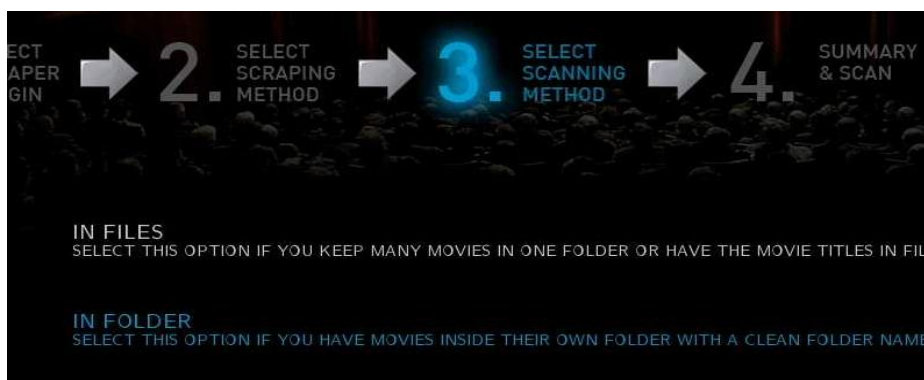 ECT
APER
GIN
2. SELECT
SCRAPING
METHOD
3. SELECT
SCANNING
METHOD
4. SUMMARY
& SCAN
IN FILES
SELECT THIS OPTION IF YOU KEEP MANY MOVIES IN ONE FOLDER OR HAVE THE MOVIE TITLES IN FIL
IN FOLDER
SELECT THIS OPTION IF YOU HAVE MOVIES INSIDE THEIR OWN FOLDER WITH A CLEAN FOLDER NAME